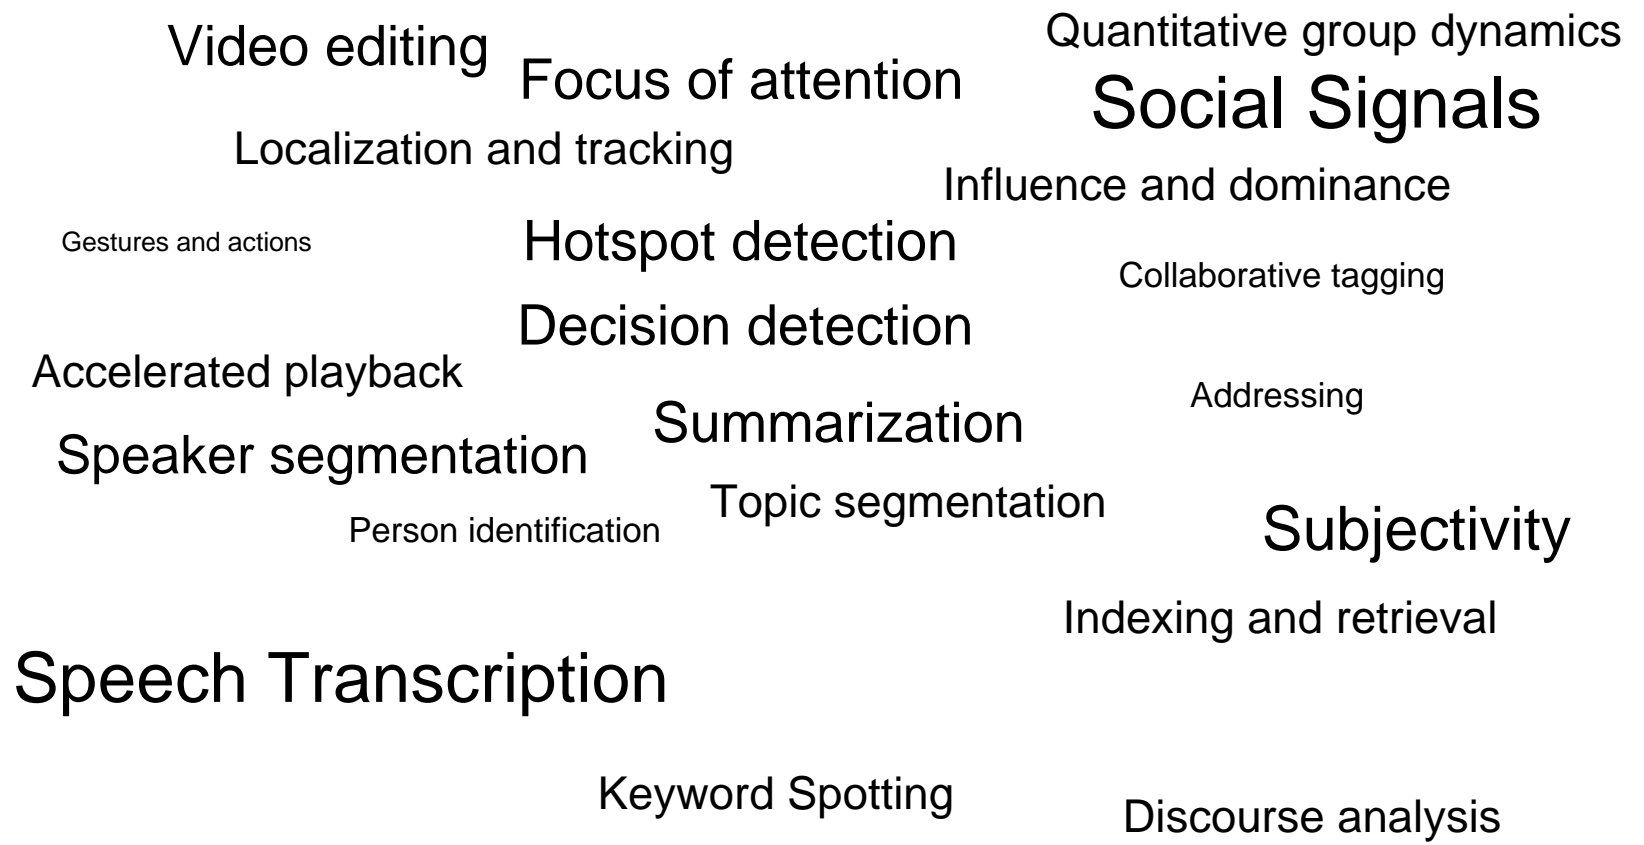 Quantitative group dynamics
Video editing
Focus of attention
Social Signals
Localization and tracking
Influence and dominance
Gestures and actions
Hotspot detection
Collaborative tagging
Decision detection
Accelerated playback
Addressing
Summarization
Speaker segmentation
Topic segmentation
Person identification
Subjectivity
Indexing and retrieval
Speech Transcription
Keyword Spotting
Discourse analysis